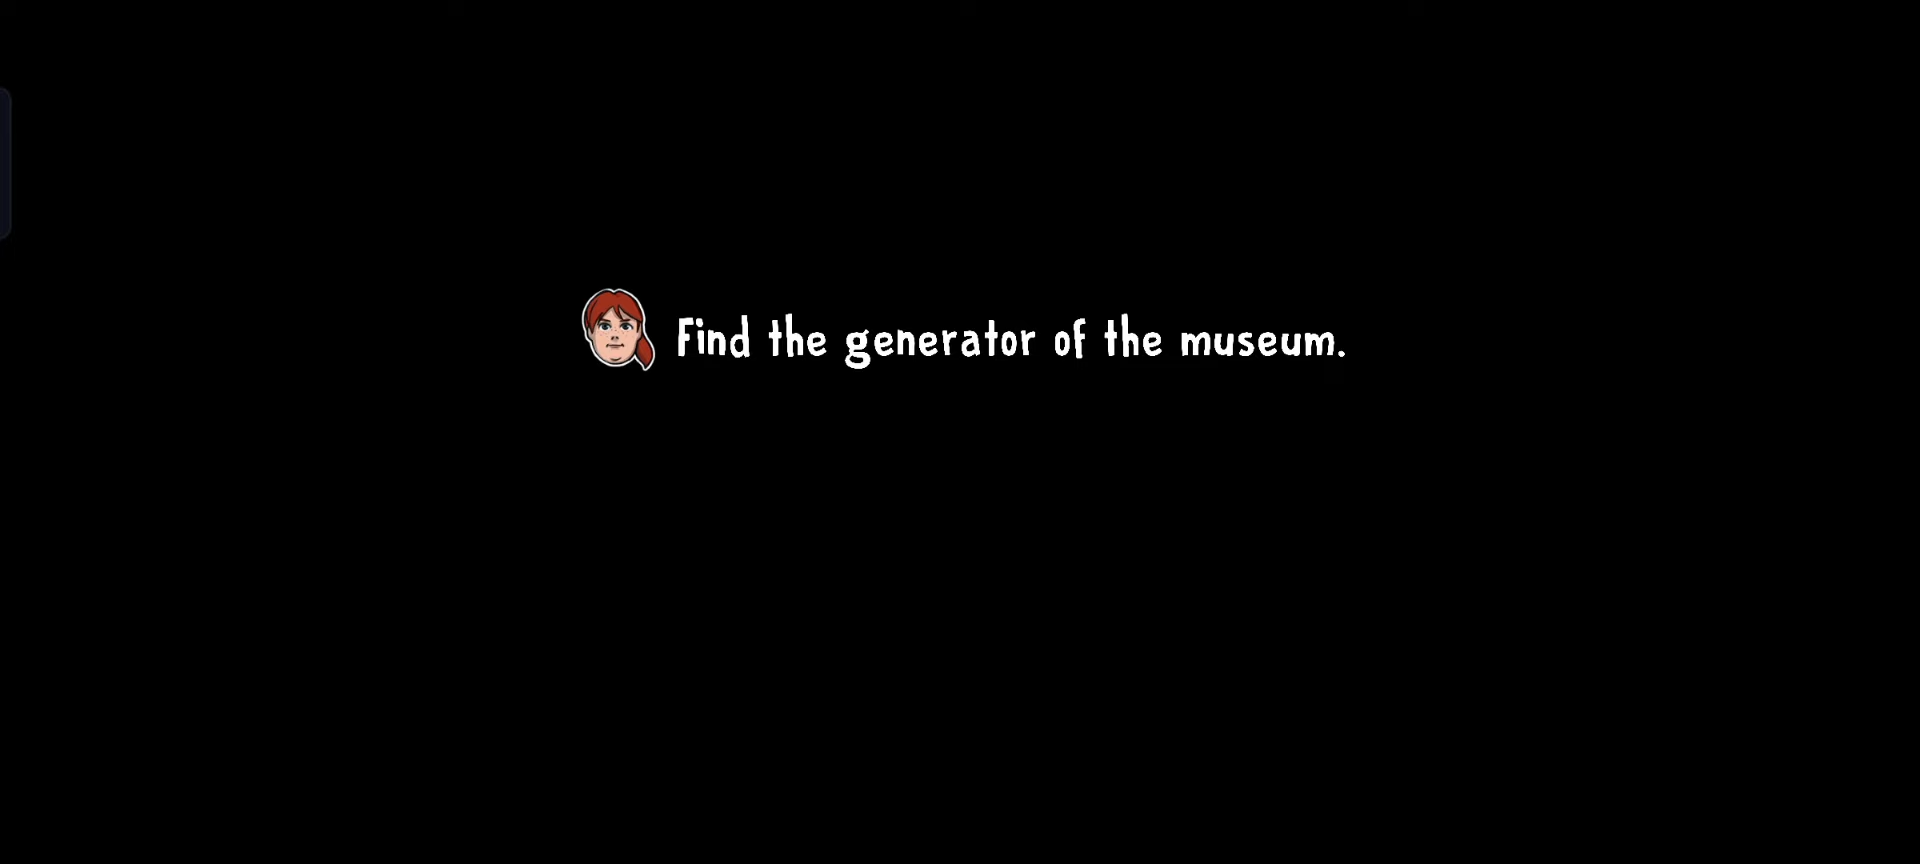 Find the generator of the museum.